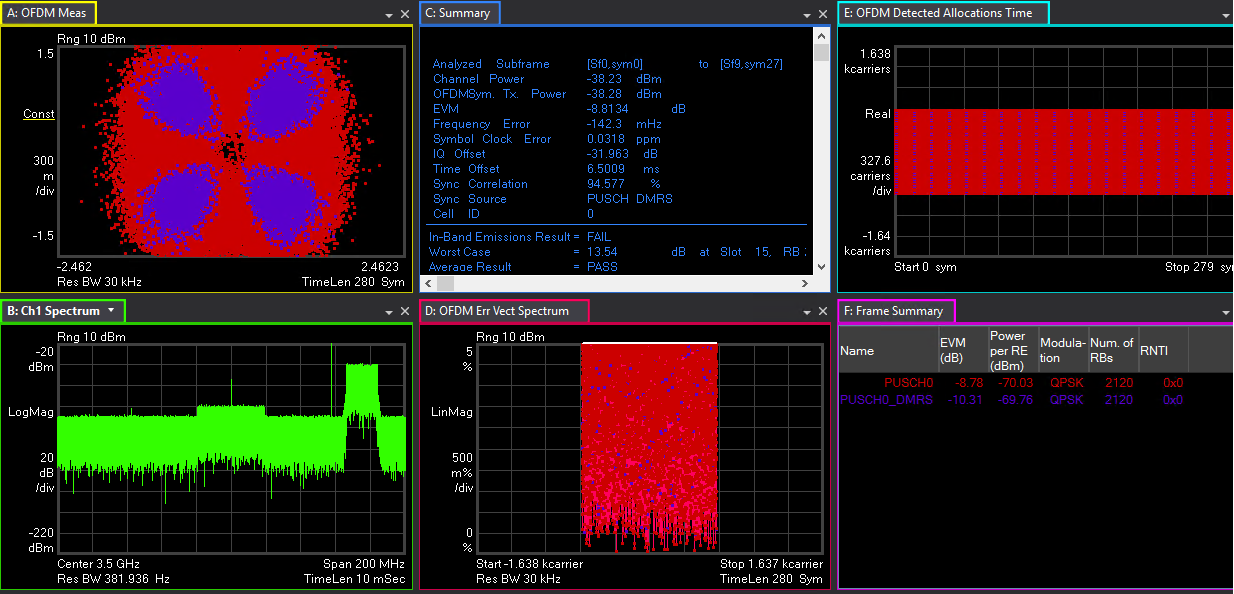 A: OFDM Meas
Rng 10 dBm
1.5
Const
300
m
/div
-1.5
-2.462
2.4623
Res BW 30 kHz
TimeLen 280 Sym
C: Summary
Analyzed Subframe [Sf0,sym0] to [Sf9,sym27]
Channel Power -38.23 dBm
OFDMSym. Tx. Power -38.28 dBm
EVM -8.8134 dB
Frequency Error -142.3 mHz
Symbol Clock Error 0.0318 ppm
IQ Offset -31.963 dB
Time Offset 6.5009 ms
Sync Correlation 94.577 %
Sync Source PUSCH DMRS
Cell ID 0
In-Band Emissions Result = FAIL
Worst Case = 13.54 dB at Slot 15, RB
Average Result = PASS
E: OFDM Detected Allocations Time
1.638
kcarriers
Real
327.6
carriers
/div
-1.64
kcarriers
Start 0 sym
Stop 279 sym
B: Ch1 Spectrum
Rng 10 dBm
-20
dBm
LogMag
20
dB
/div
-220
dBm
Center 3.5 GHz
Span 200 MHz
Res BW 381.936 Hz
TimeLen 10 mSec
D: OFDM Err Vect Spectrum
Rng 10 dBm
5
%
LinMag
500
m%
/div
0
%
Start -1.638 kcarrier
Stop 1.637 kcarrier
Res BW 30 kHz
TimeLen 280 Sym
F: Frame Summary
Name EVM (dB) Power per RE (dBm) Modula-tion Num. of RBs RNTI
PUSCH0 -8.78 -70.03 QPSK 2120 0x0
PUSCH0_DMRS -10.31 -69.76 QPSK 2120 0x0